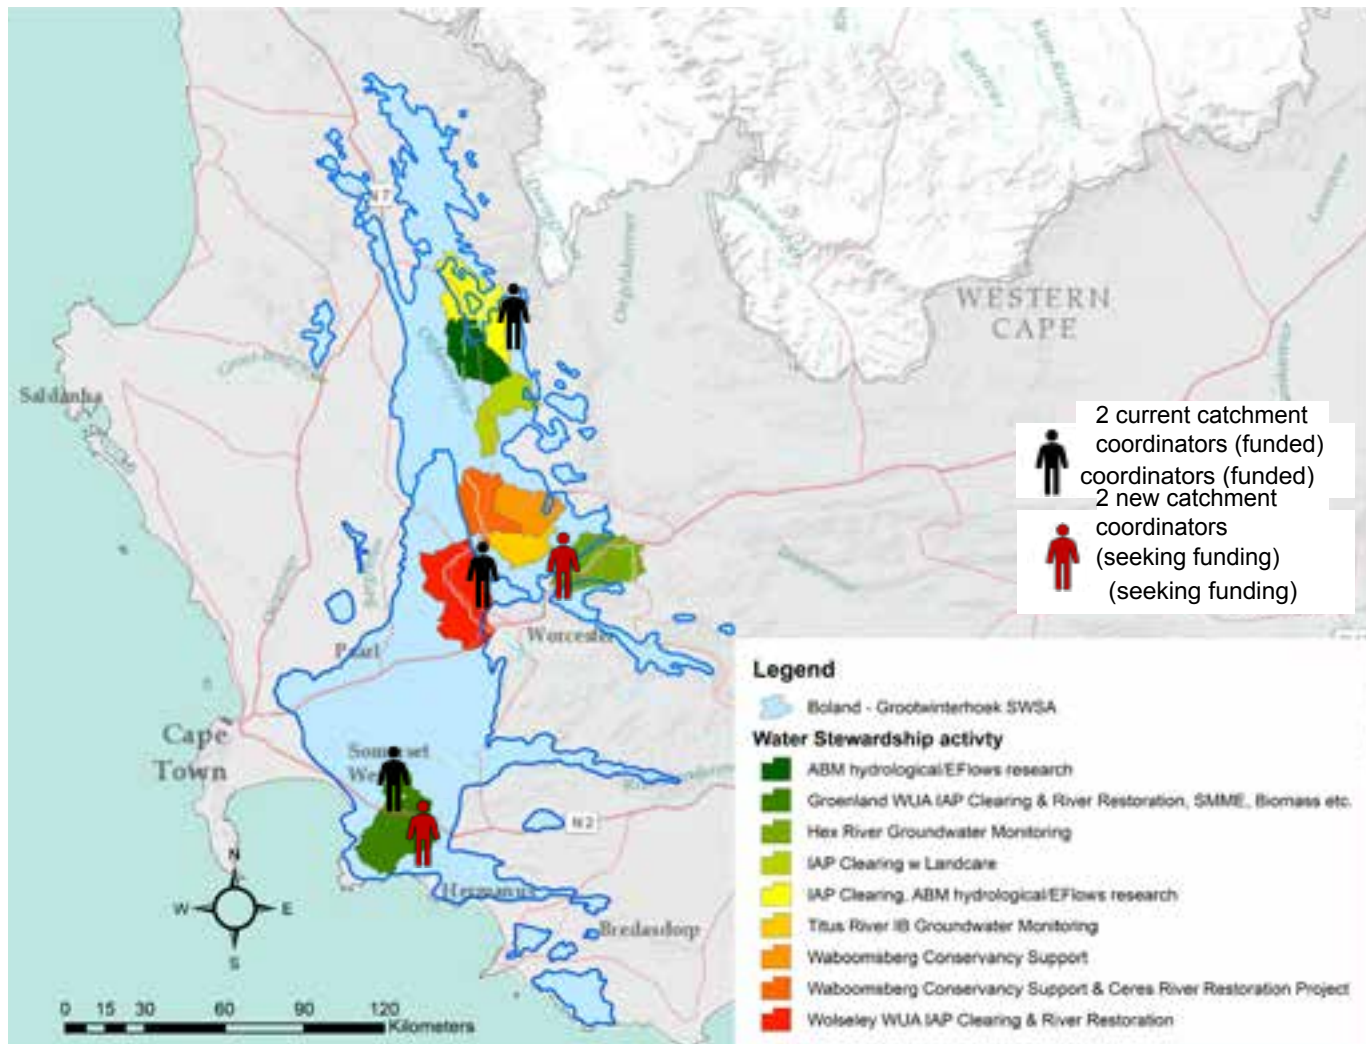 N 7
WESTERN
CAPE
Saldanha
2 current catchment
coordinators (funded)
coordinators (funded)
2 new catchment
coordinators
(seeking funding)
(seeking funding)
Worcester
Paarl
Cape
Town
Somerset
West
N 2
Hermanus
Bredasdorp
N
W
E
S
0 15 30 60 90 120
Kilometers
Legend
Boland - Grootwinterhoek SWSA
Water Stewardship activty
ABM hydrological/EFlows research
Groenland WUA IAP Clearing & River Restoration, SMME, Biomass etc.
Hex River Groundwater Monitoring
IAP Clearing w Landcare
IAP Clearing, ABM hydrological/EFlows research
Titus River IB Groundwater Monitoring
Waboomsberg Conservancy Support
Waboomsberg Conservancy Support & Ceres River Restoration Project
Wolseley WUA IAP Clearing & River Restoration